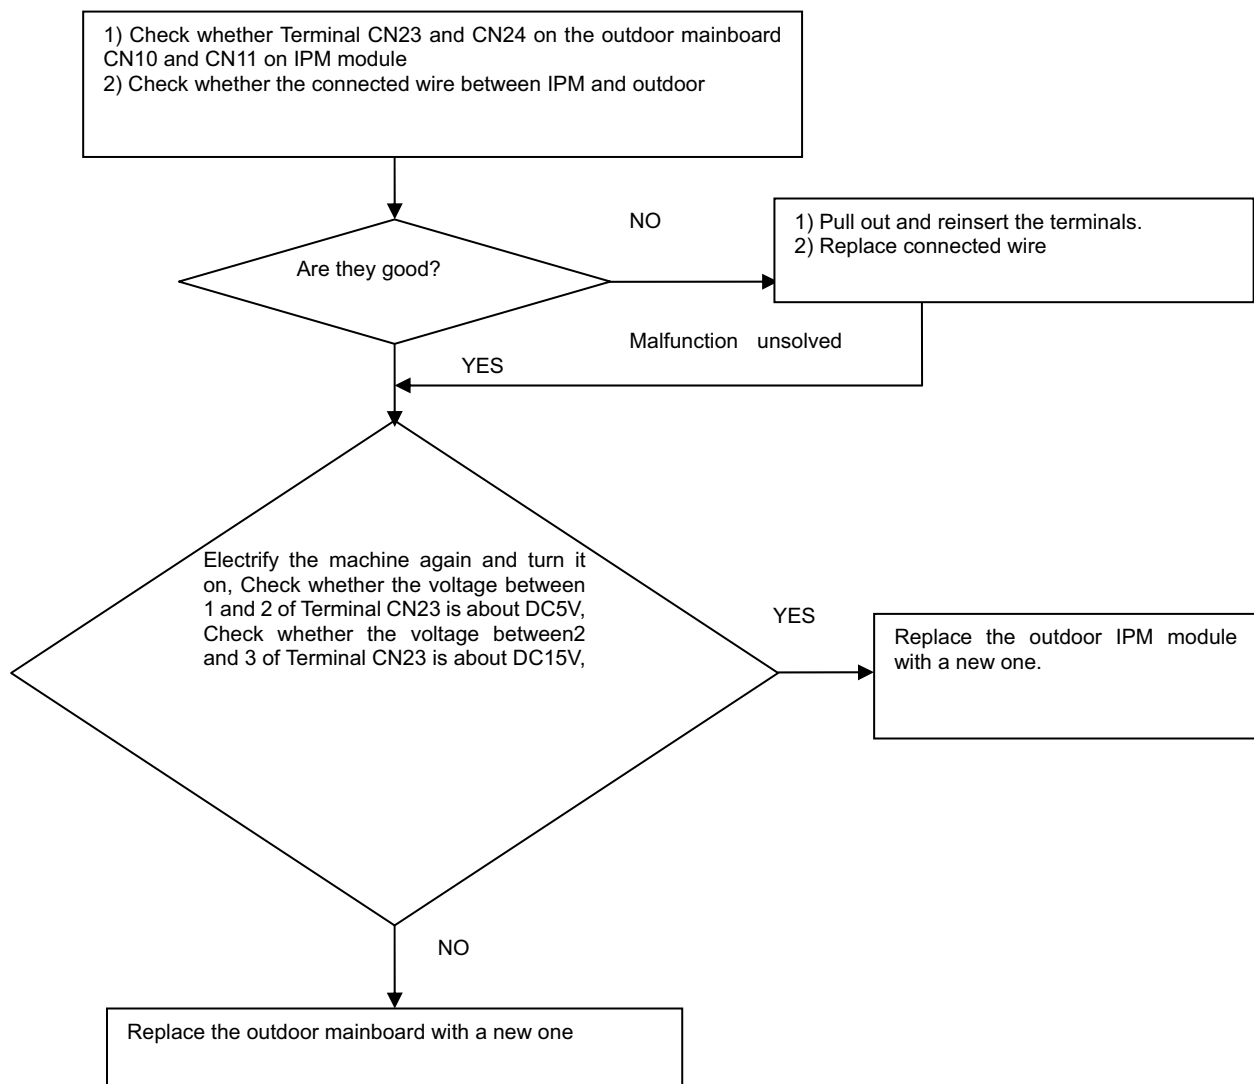 1) Check whether Terminal CN23 and CN24 on the outdoor mainboard
CN10 and CN11 on IPM module
2) Check whether the connected wire between IPM and outdoor
NO
1) Pull out and reinsert the terminals.
2) Replace connected wire
Are they good?
Malfunction unsolved
YES
Electrify the machine again and turn it
on, Check whether the voltage between
1 and 2 of Terminal CN23 is about DC5V,
Check whether the voltage between2
and 3 of Terminal CN23 is about DC15V,
YES
Replace the outdoor IPM module
with a new one.
NO
Replace the outdoor mainboard with a new one